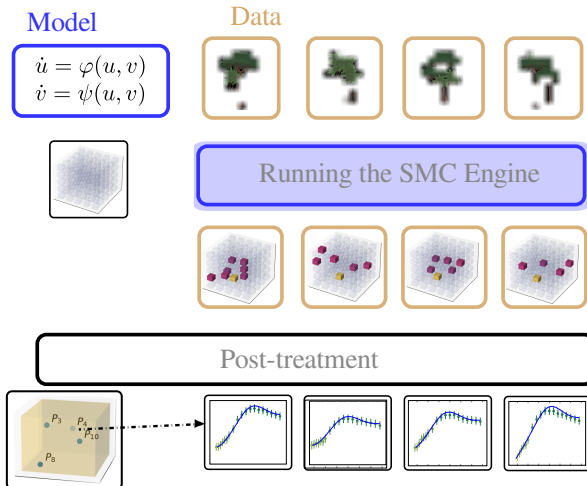 Model
Data
u̇ = φ(u, v)
v̇ = ψ(u, v)
Running the SMC Engine
Post-treatment
P₃
P₄
P₁₀
P₈